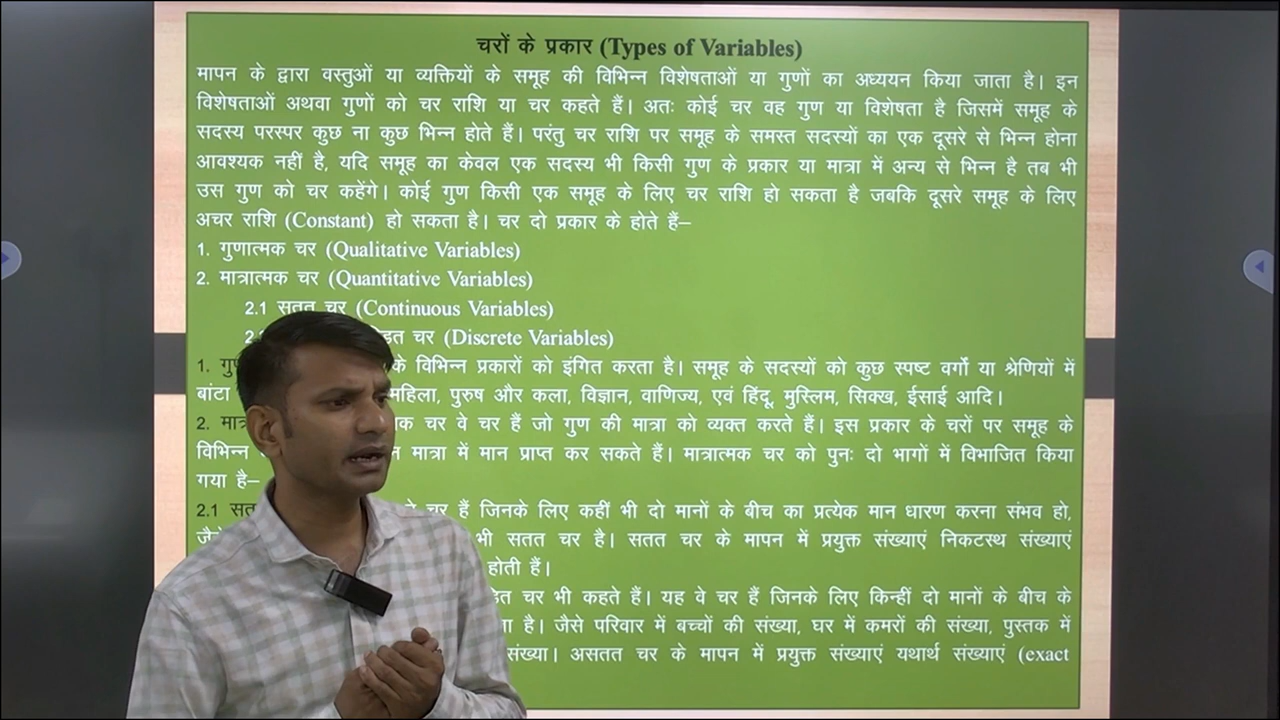 चरों के प्रकार (Types of Variables)
मापन के द्वारा वस्तुओं या व्यक्तियों के समूह की विभिन्न विशेषताओं या गुणों का अध्ययन किया जाता है। इन
विशेषताओं अथवा गुणों को चर राशि या चर कहते हैं। अतः कोई चर वह गुण या विशेषता है जिसमें समूह के
सदस्य परस्पर कुछ ना कुछ भिन्न होते हैं। परंतु चर राशि पर समूह के समस्त सदस्यों का एक दूसरे से भिन्न होना
आवश्यक नहीं है, यदि समूह का केवल एक सदस्य भी किसी गुण के प्रकार या मात्रा में अन्य से भिन्न है तब भी
उस गुण को चर कहेंगे। कोई गुण किसी एक समूह के लिए चर राशि हो सकता है जबकि दूसरे समूह के लिए
अचर राशि (Constant) हो सकता है। चर दो प्रकार के होते हैं–
1. गुणात्मक चर (Qualitative Variables)
2. मात्रात्मक चर (Quantitative Variables)
2.1 सतत चर (Continuous Variables)
चर (Discrete Variables)
1. के विभिन्न प्रकारों को इंगित करता है। समूह के सदस्यों को कुछ स्पष्ट वर्गों या श्रेणियों में
बांटा महिला, पुरुष और कला, विज्ञान, वाणिज्य, एवं हिंदू, मुस्लिम, सिक्ख, ईसाई आदि।
2. चर वे चर हैं जो गुण की मात्रा को व्यक्त करते हैं। इस प्रकार के चरों पर समूह के
विभिन्न मात्रा में मान प्राप्त कर सकते हैं। मात्रात्मक चर को पुनः दो भागों में विभाजित किया
गया है–
2.1 वे चर हैं जिनके लिए कहीं भी दो मानों के बीच का प्रत्येक मान धारण करना संभव हो,
भी सतत चर है। सतत चर के मापन में प्रयुक्त संख्याएं निकटस्थ संख्याएं
होती हैं।
चर भी कहते हैं। यह वे चर हैं जिनके लिए किन्हीं दो मानों के बीच के
है। जैसे परिवार में बच्चों की संख्या, घर में कमरों की संख्या, पुस्तक में
संख्या। असतत चर के मापन में प्रयुक्त संख्याएं यथार्थ संख्याएं (exact